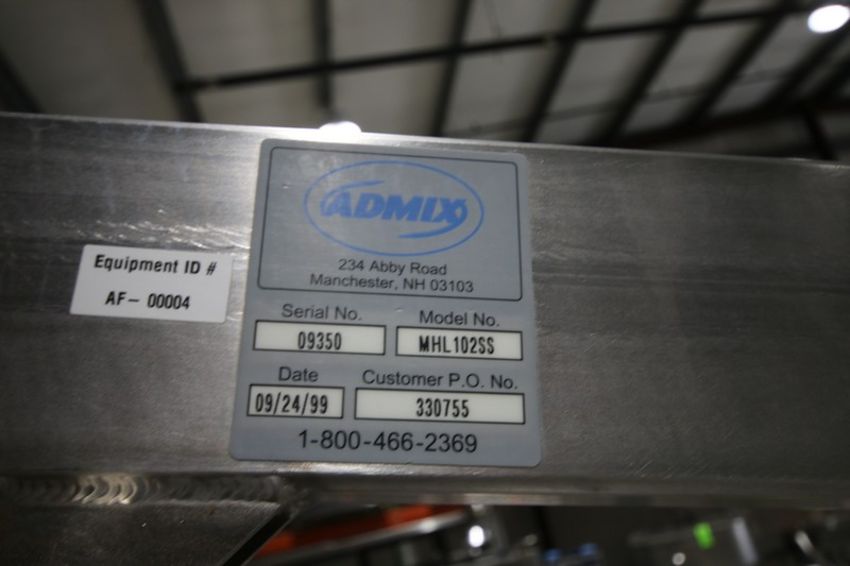 ADMIX
234 Abby Road
Manchester, NH 03103
Equipment ID #
AF- 00004
Serial No. Model No.
09350 MHL102SS
Date Customer P.O. No.
09/24/99 330755
1-800-466-2369